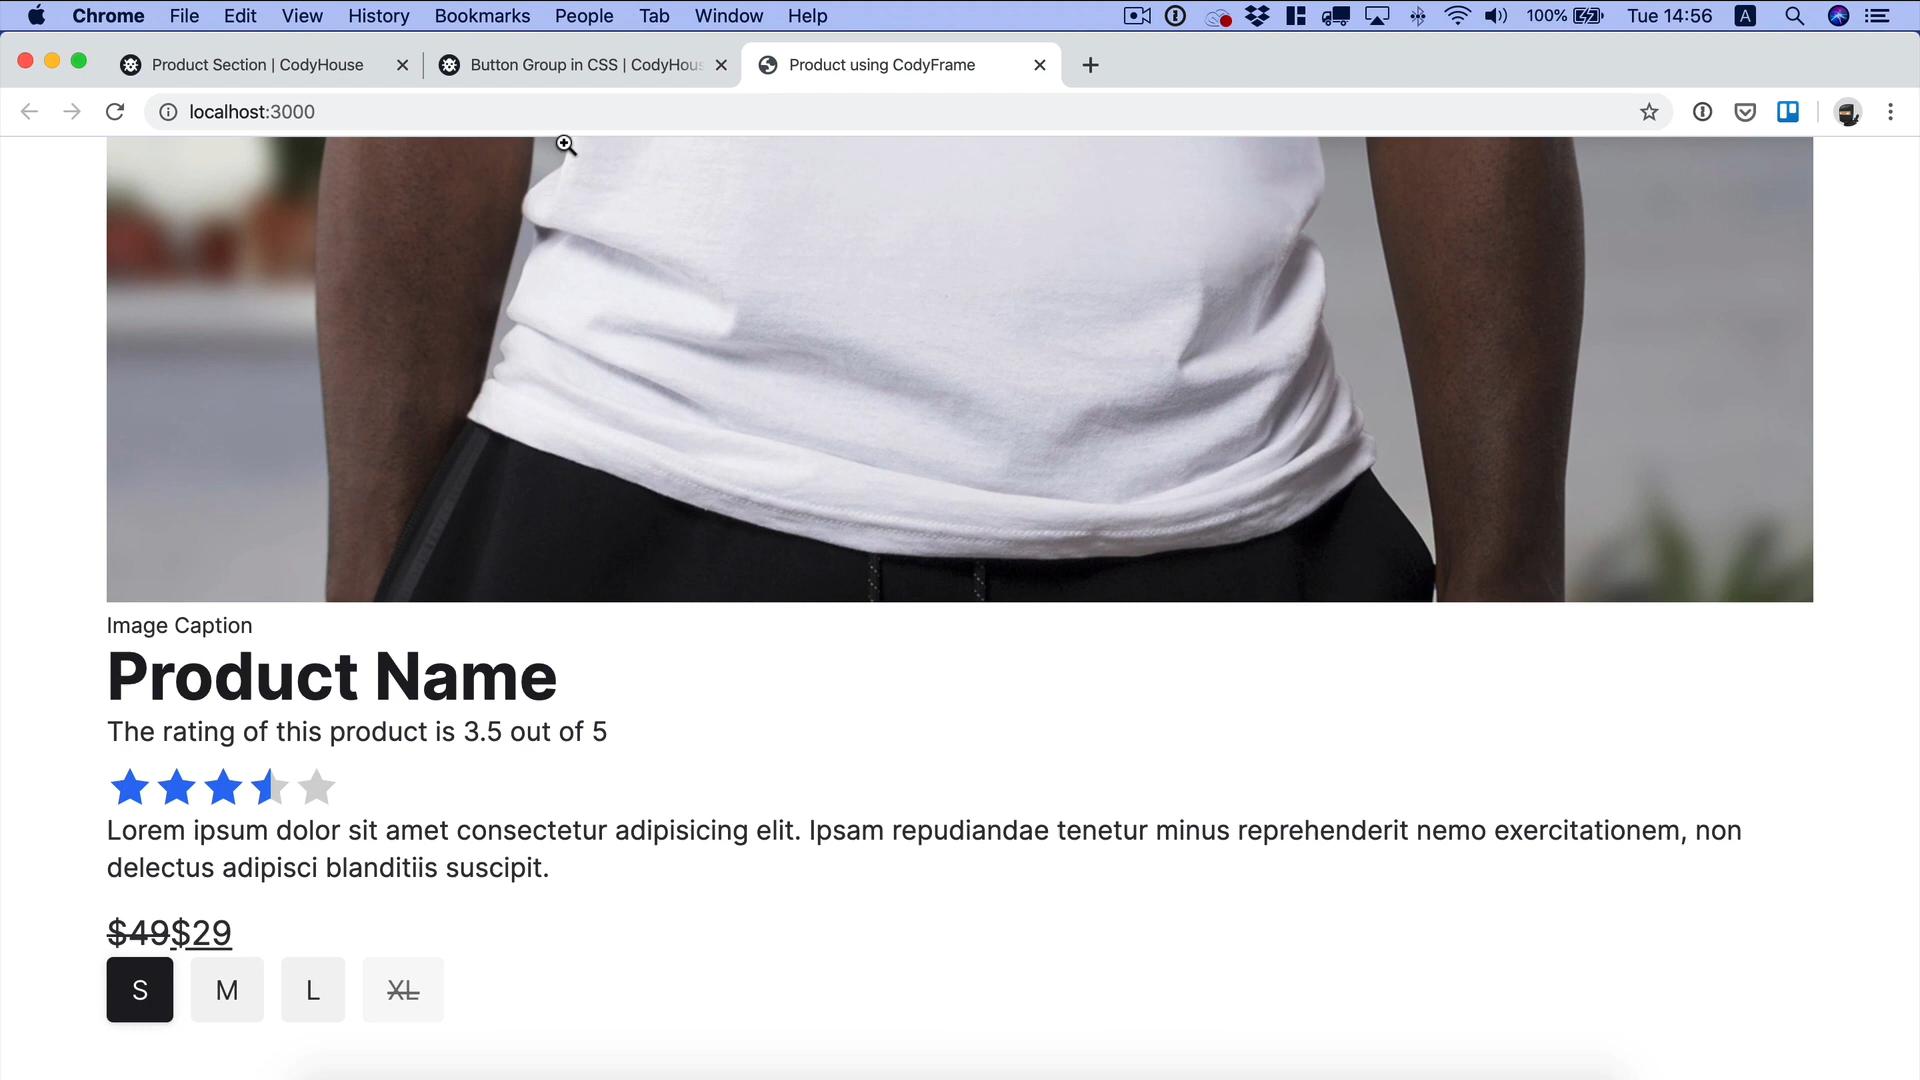 Chrome File Edit View History Bookmarks People Tab Window Help 100% Tue 14:56 A
Product Section | CodyHouse Button Group in CSS | CodyHous Product using CodyFrame
localhost:3000
Image Caption
Product Name
The rating of this product is 3.5 out of 5
Lorem ipsum dolor sit amet consectetur adipisicing elit. Ipsam repudiandae tenetur minus reprehenderit nemo exercitationem, non
delectus adipisci blanditiis suscipit.
$49$29
S M L XL